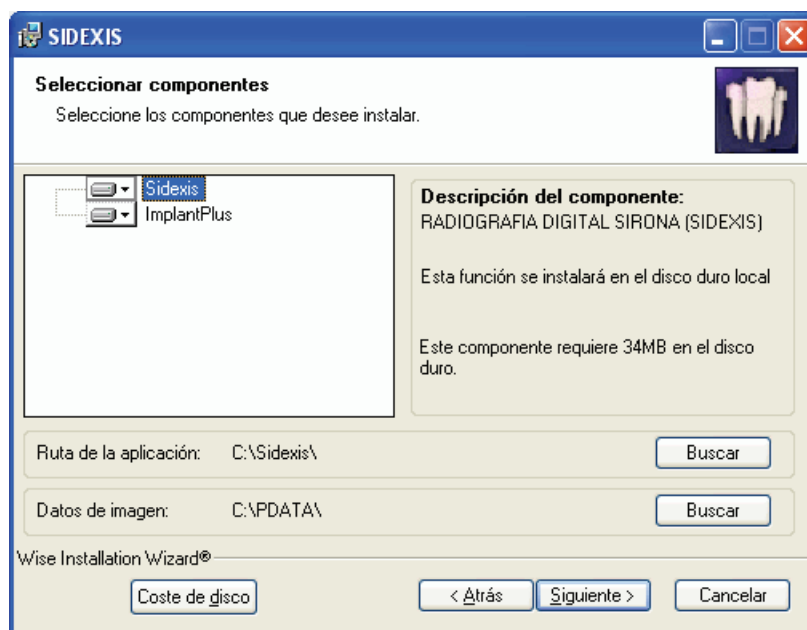 SIDEXIS
Seleccionar componentes
Seleccione los componentes que desee instalar.
Sidexis
ImplantPlus
Descripción del componente:
RADIOGRAFIA DIGITAL SIRONA (SIDEXIS)
Esta función se instalará en el disco duro local
Este componente requiere 34MB en el disco
duro.
Ruta de la aplicación: C:\Sidexis\ Buscar
Datos de imagen: C:\PDATA\ Buscar
Wise Installation Wizard®
Coste de disco < Atrás Siguiente > Cancelar